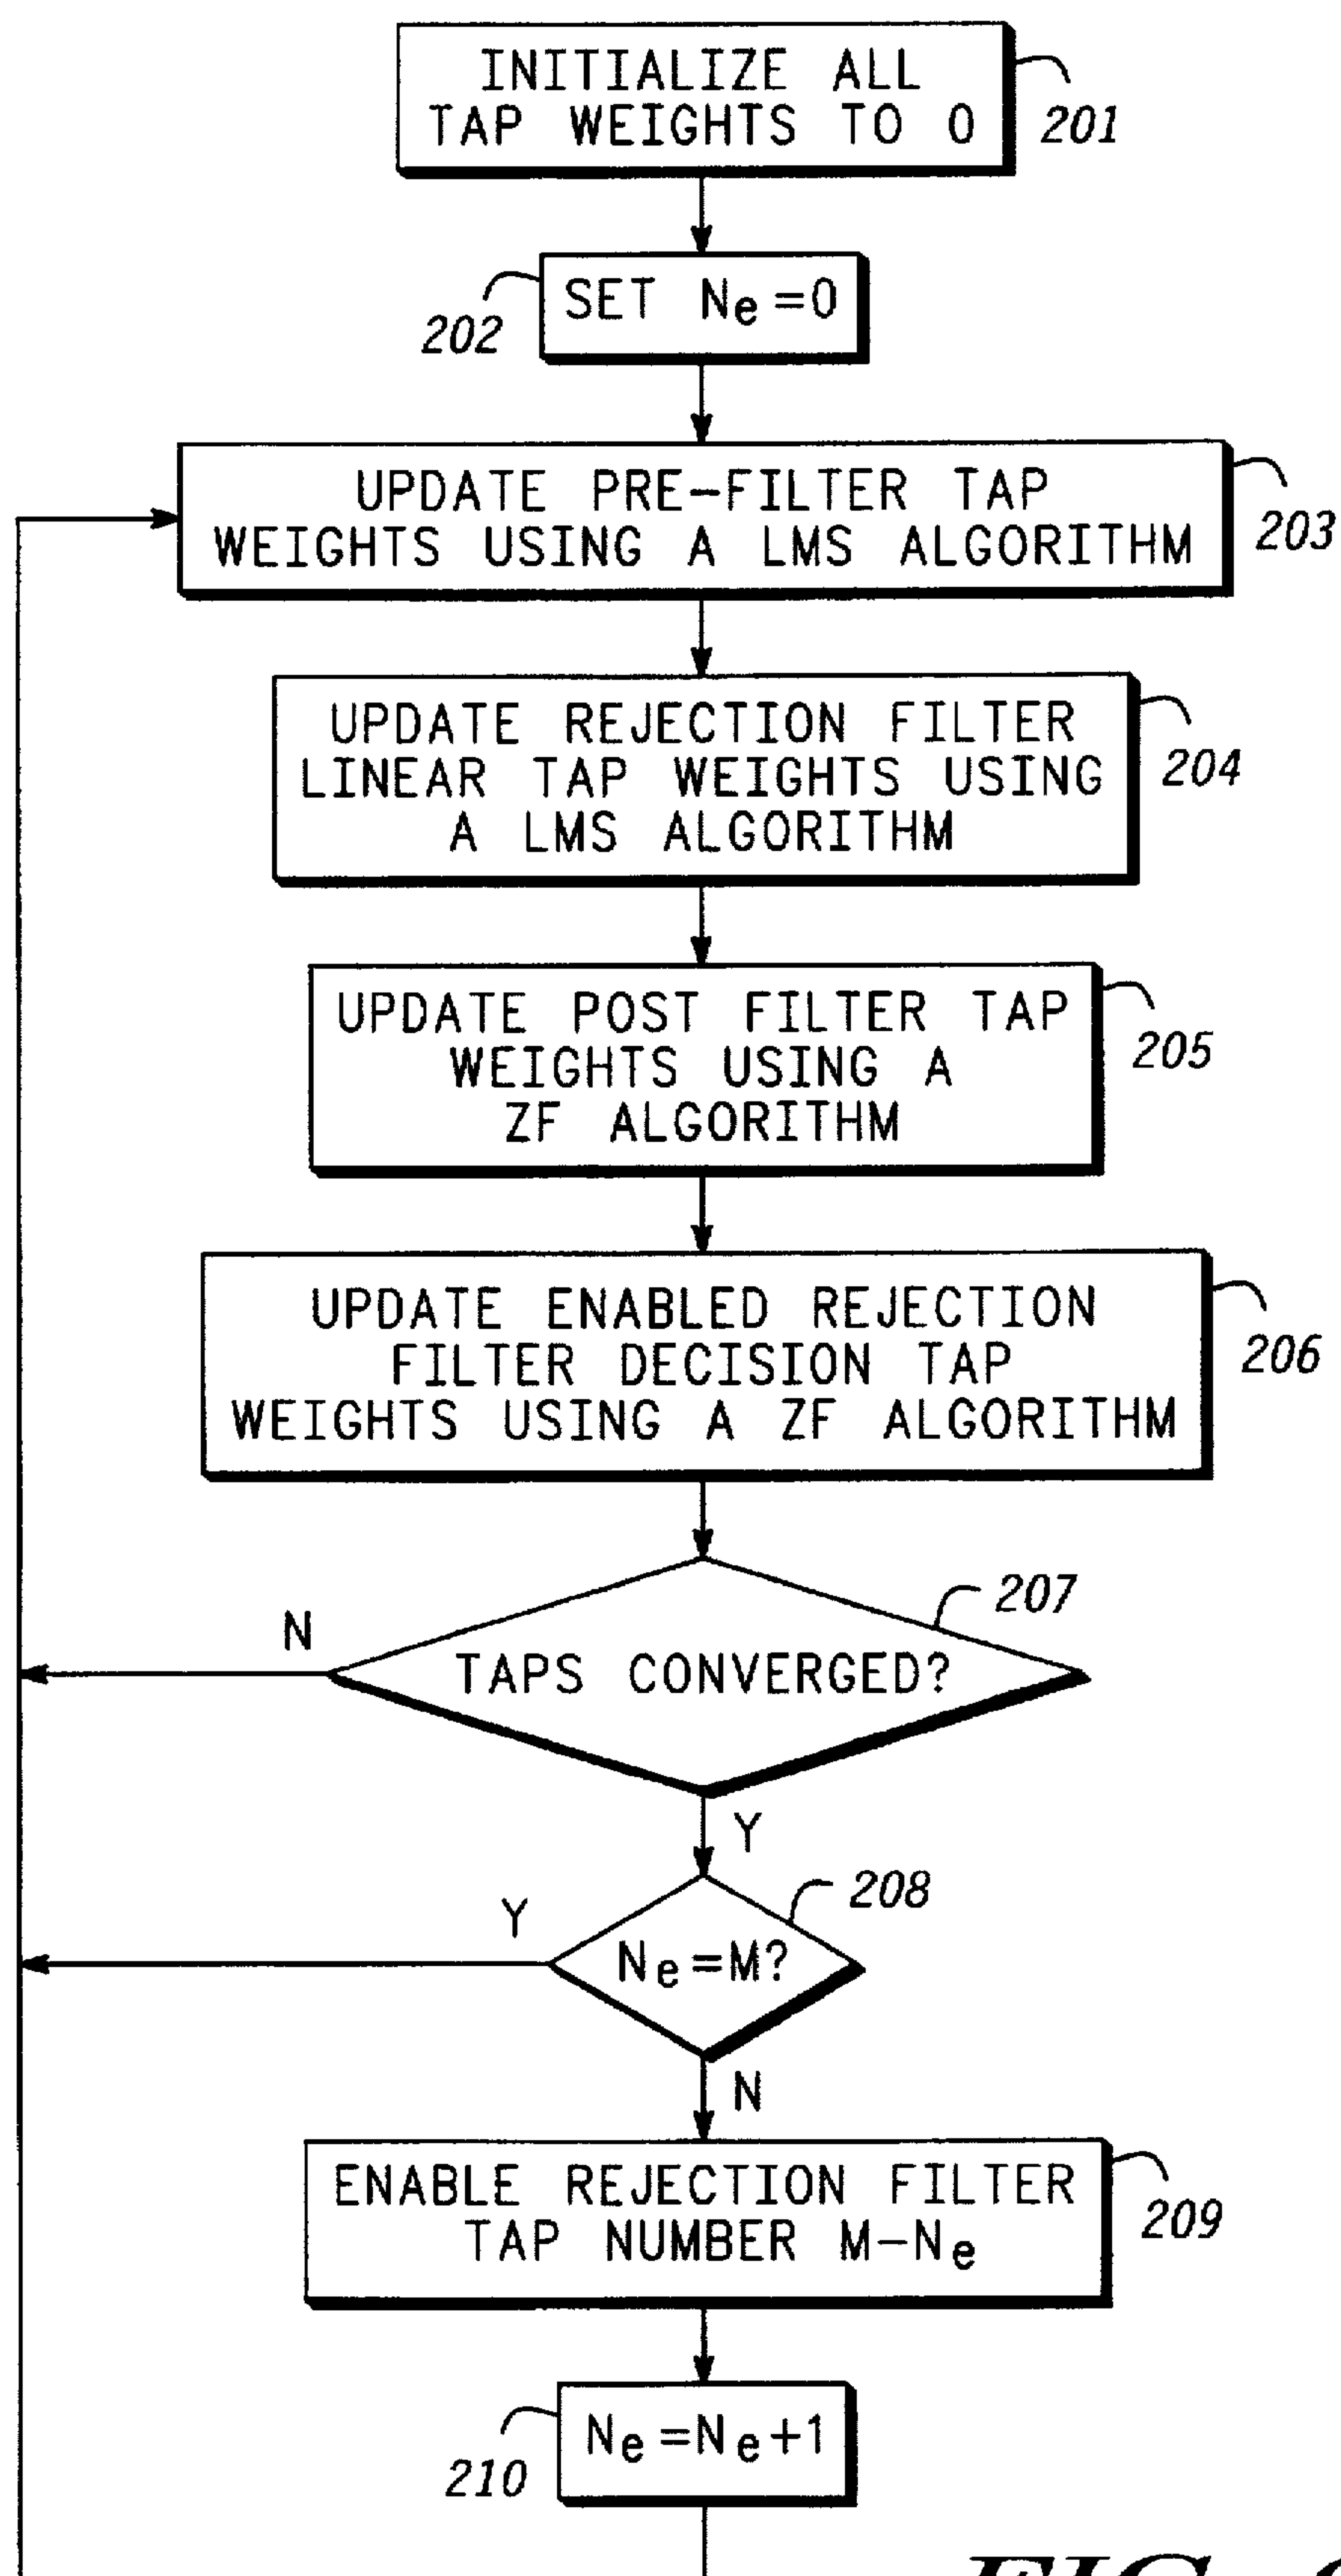 INITIALIZE ALL
TAP WEIGHTS TO 0
201
SET Ne=0
202
UPDATE PRE-FILTER TAP
WEIGHTS USING A LMS ALGORITHM
203
UPDATE REJECTION FILTER
LINEAR TAP WEIGHTS USING
A LMS ALGORITHM
204
UPDATE POST FILTER TAP
WEIGHTS USING A
ZF ALGORITHM
205
UPDATE ENABLED REJECTION
FILTER DECISION TAP
WEIGHTS USING A ZF ALGORITHM
206
207
N
TAPS CONVERGED?
Y
208
Y
Ne=M?
N
ENABLE REJECTION FILTER
TAP NUMBER M-Ne
209
Ne=Ne+1
210